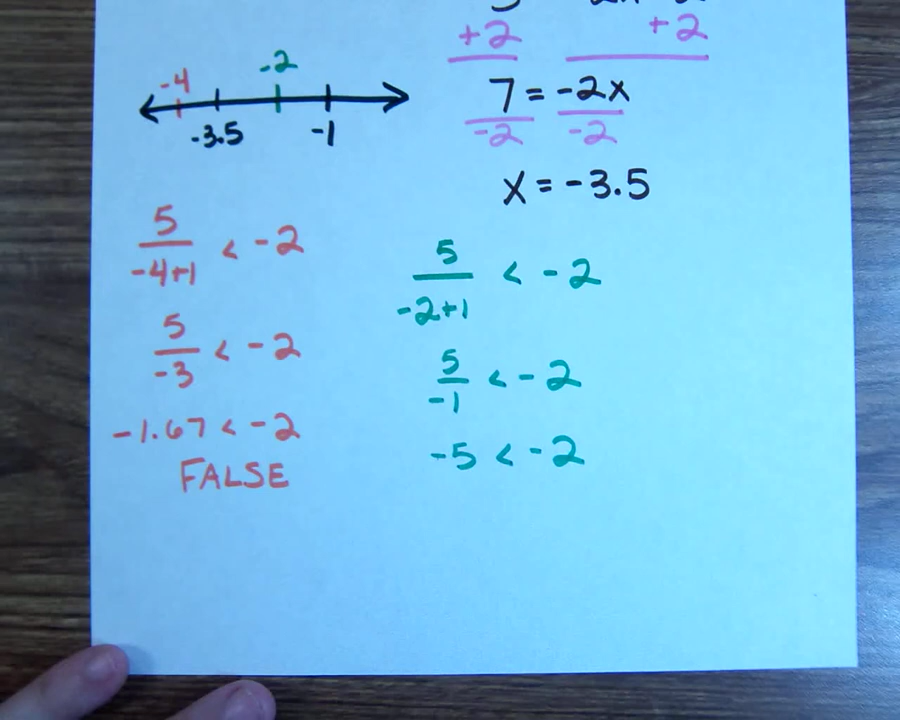 +2 +2
7 = -2x
-2 -2
x = -3.5
-4 -2
-3.5 -1
5
-4+1 < -2
5
-3 < -2
-1.67 < -2
FALSE
5
-2+1 < -2
5
-1 < -2
-5 < -2